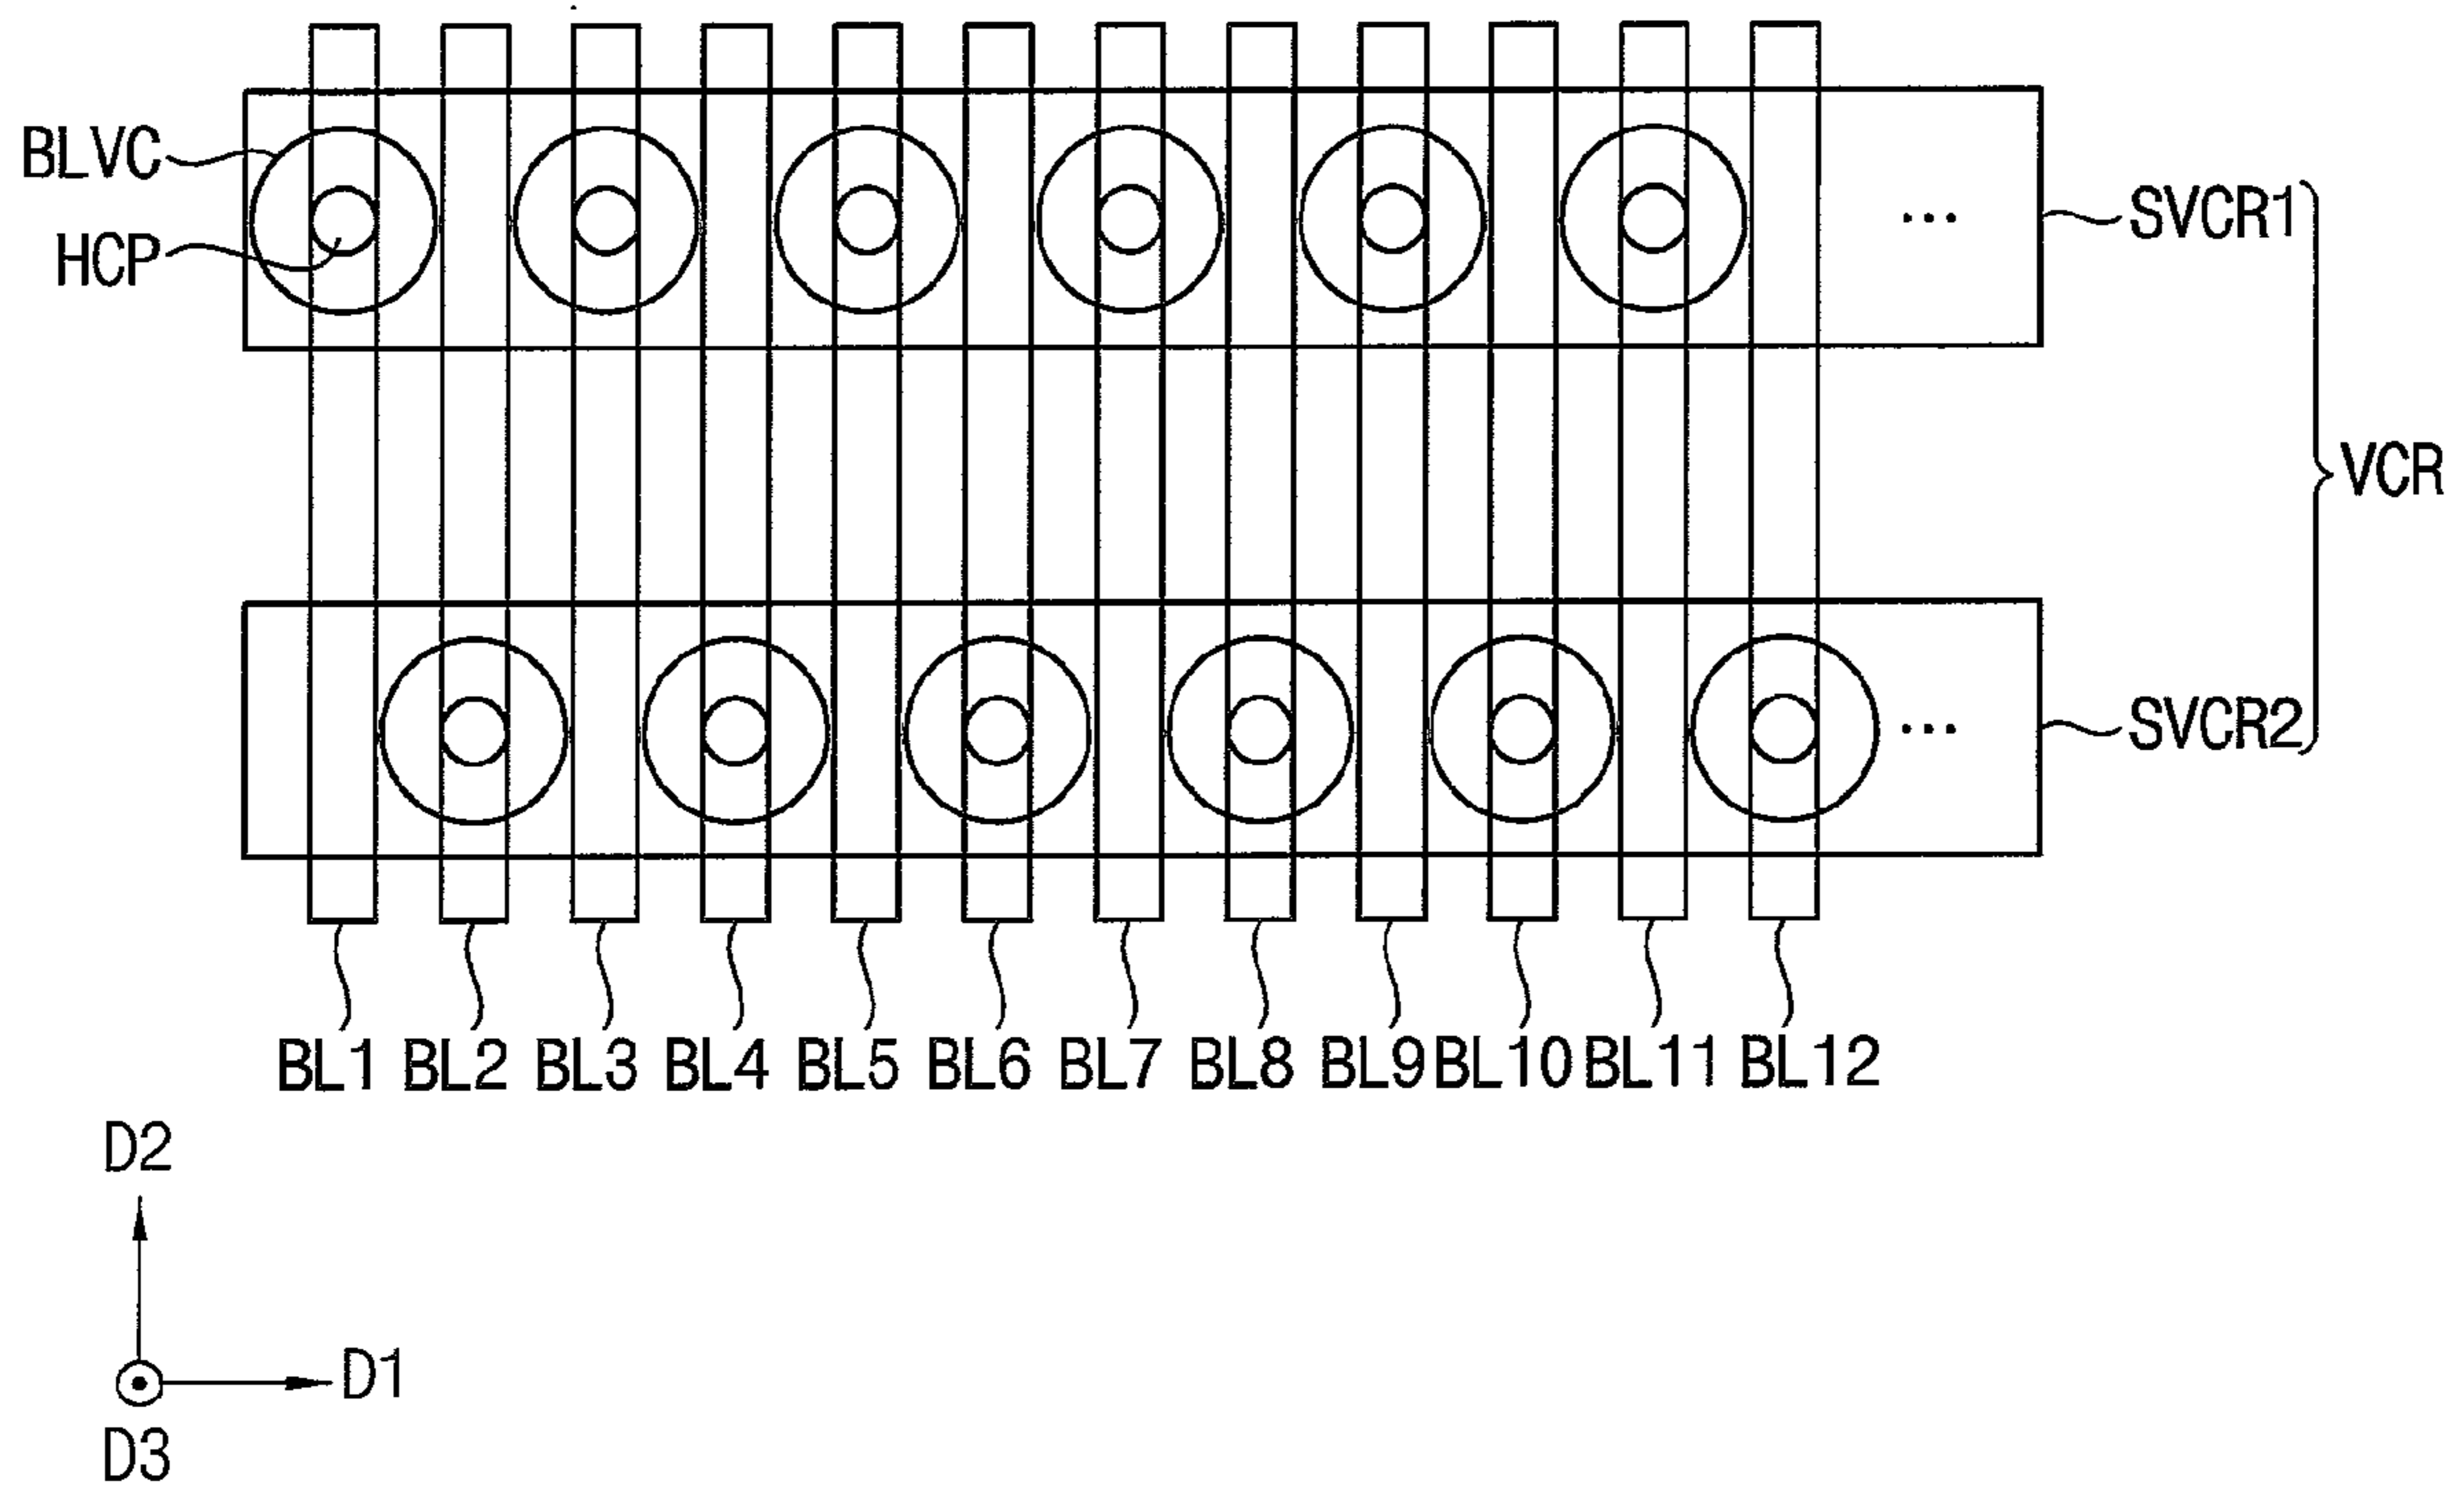 BLVC
HCP
... SVCR1
VCR
... SVCR2
BL1 BL2 BL3 BL4 BL5 BL6 BL7 BL8 BL9 BL10 BL11 BL12
D2
D1
D3